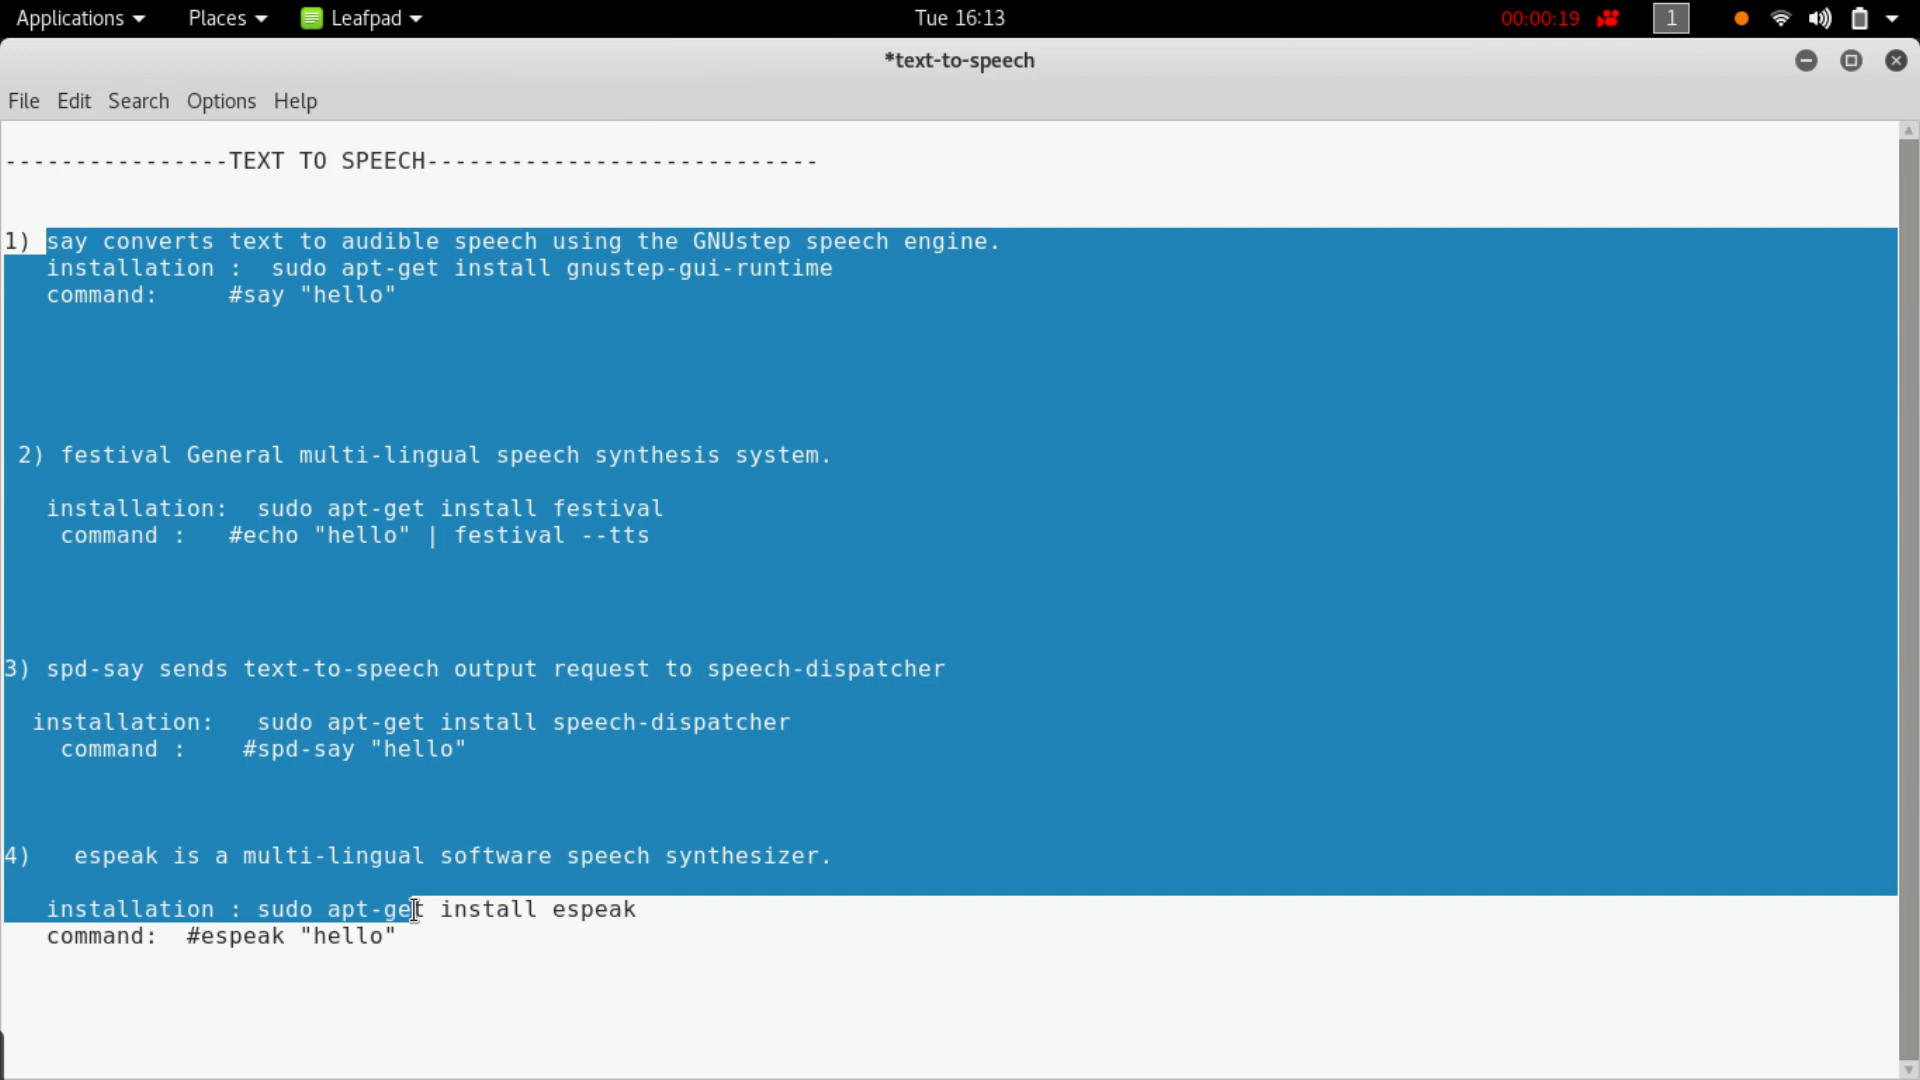 Applications Places Leafpad Tue 16:13 00:00:19 1
*text-to-speech
File Edit Search Options Help
----------------TEXT TO SPEECH----------------------------
1) say converts text to audible speech using the GNUstep speech engine.
installation :  sudo apt-get install gnustep-gui-runtime
command:     #say "hello"
2) festival General multi-lingual speech synthesis system.
installation:  sudo apt-get install festival
command :   #echo "hello" | festival --tts
3) spd-say sends text-to-speech output request to speech-dispatcher
installation:   sudo apt-get install speech-dispatcher
command :    #spd-say "hello"
4)   espeak is a multi-lingual software speech synthesizer.
installation : sudo apt-get install espeak
command:  #espeak "hello"